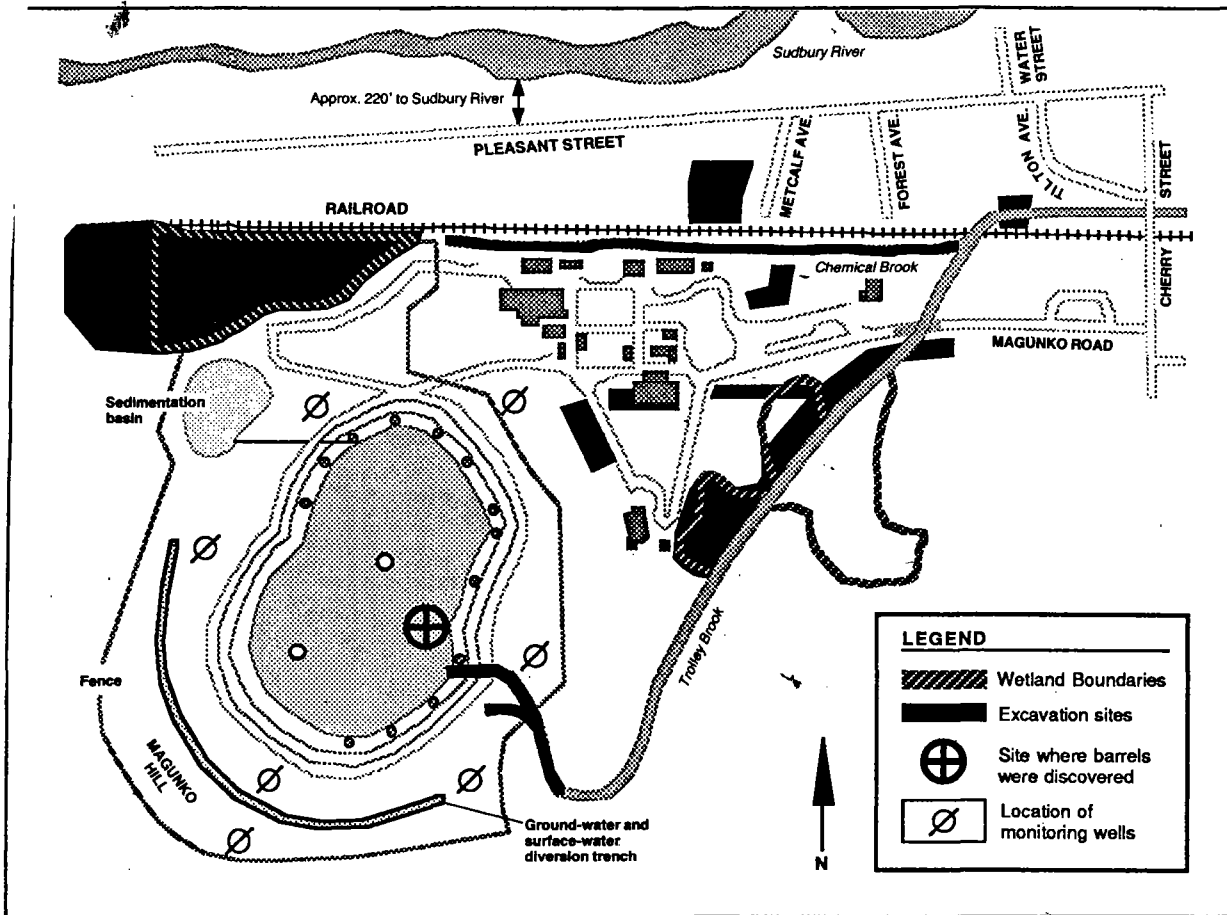 Sudbury River
WATER
STREET
Approx. 220' to Sudbury River
PLEASANT STREET
METCALF AVE.
FOREST AVE.
TILTON AVE.
CHERRY STREET
RAILROAD
Chemical Brook
MAGUNKO ROAD
Sedimentation
basin
Trolley Brook
Fence
MAGUNKO
HILL
Ground-water and
surface-water
diversion trench
N
LEGEND
Wetland Boundaries
Excavation sites
Site where barrels
were discovered
Location of
monitoring wells